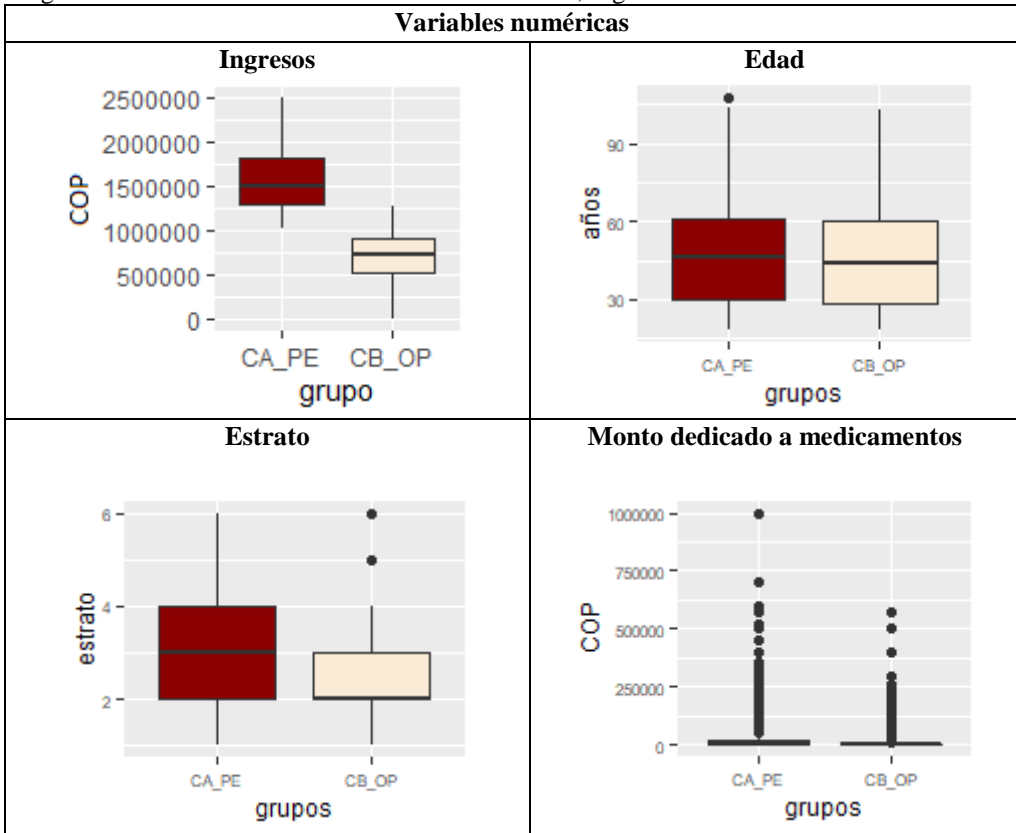 Variables numéricas
Ingresos
2500000
2000000
1500000
1000000
500000
0
COP
CA_PE CB_OP
grupo
Edad
90
60
30
años
CA_PE CB_OP
grupos
Estrato
6
4
2
estrato
CA_PE CB_OP
grupos
Monto dedicado a medicamentos
1000000
750000
500000
250000
0
COP
CA_PE CB_OP
grupos